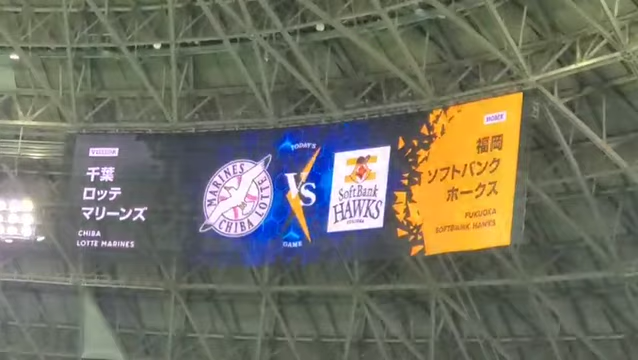 VISITOR
千葉
ロッテ
マリーンズ
CHIBA
LOTTE MARINES
MARINES
CHIBA LOTTE
TODAY'S
VS
GAME
SoftBank
HAWKS
福岡
ソフトバンク
ホークス
FUKUOKA
SOFTBANK HAWKS